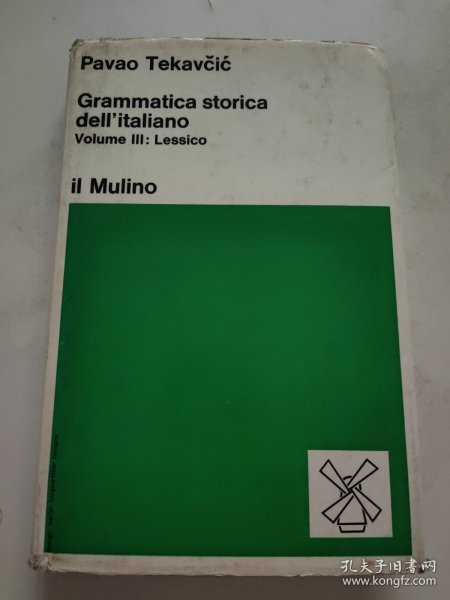 Pavao Tekavčić
Grammatica storica
dell'italiano
Volume III: Lessico
il Mulino
孔夫子旧书网
www.kongfz.com